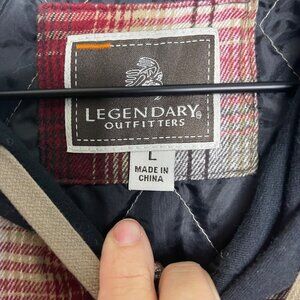 LEGENDARY®
OUTFITTERS
L
MADE IN
CHINA